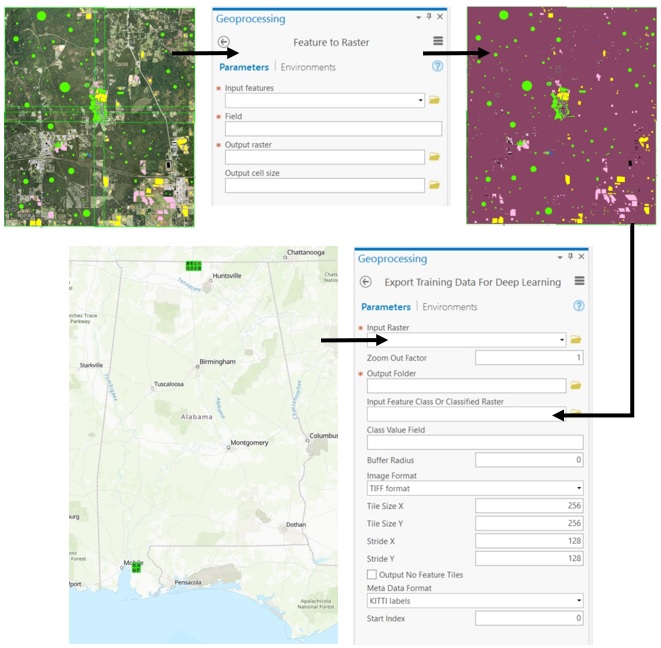 Geoprocessing
Feature to Raster
Parameters | Environments
* Input features
* Field
* Output raster
Output cell size
Chattanooga
Huntsville
Tennessee
Birmingham
Starkville
Tuscaloosa
Alabama
Columbus
Montgomery
Dothan
Mobile
Pensacola
Apalachicola
National Forest
Geoprocessing
Export Training Data For Deep Learning
Parameters | Environments
* Input Raster
Zoom Out Factor 1
* Output Folder
Input Feature Class Or Classified Raster
Class Value Field
Buffer Radius 0
Image Format
TIFF format
Tile Size X 256
Tile Size Y 256
Stride X 128
Stride Y 128
Output No Feature Tiles
Meta Data Format
KITTI labels
Start Index 0